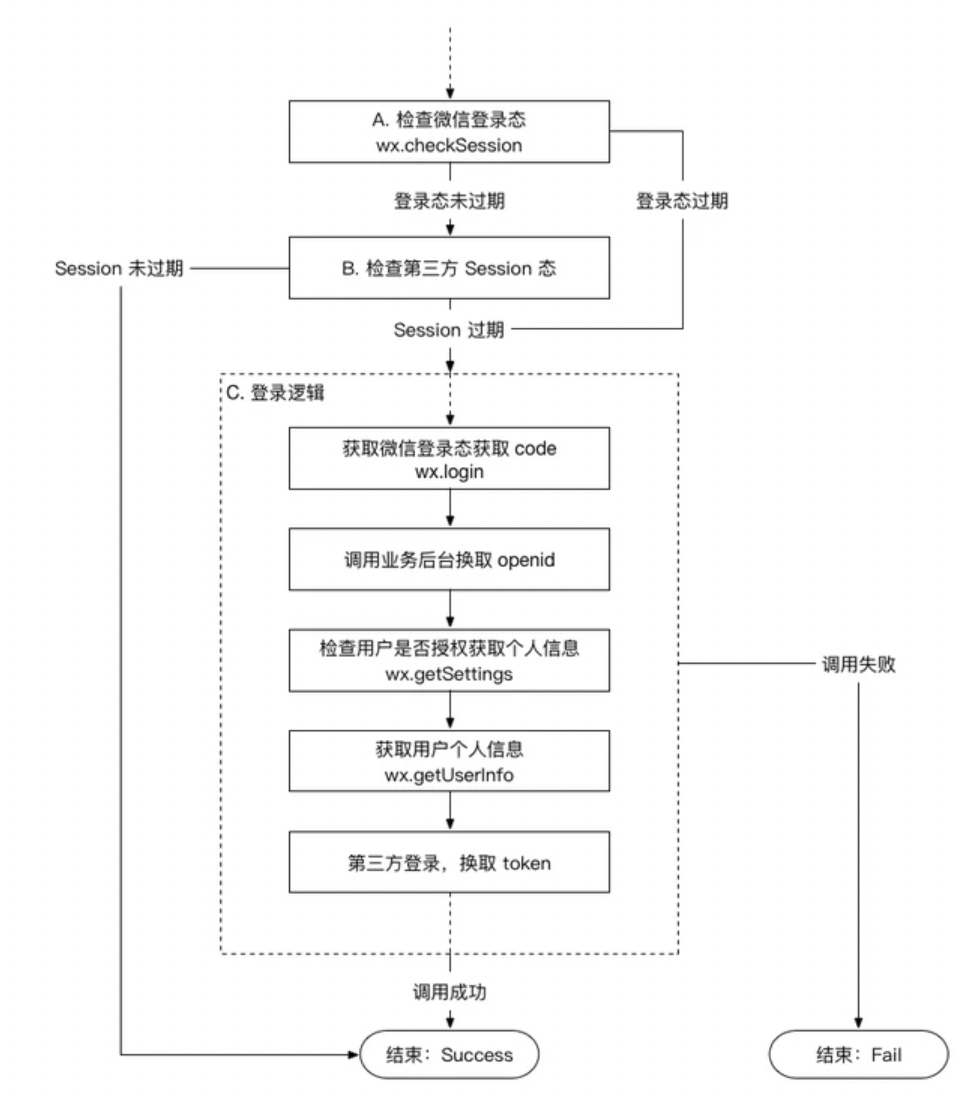 A. 检查微信登录态
wx.checkSession
登录态未过期
登录态过期
Session 未过期
B. 检查第三方 Session 态
Session 过期
C. 登录逻辑
获取微信登录态获取 code
wx.login
调用业务后台换取 openid
检查用户是否授权获取个人信息
wx.getSettings
调用失败
获取用户个人信息
wx.getUserInfo
第三方登录，换取 token
调用成功
结束：Success
结束：Fail